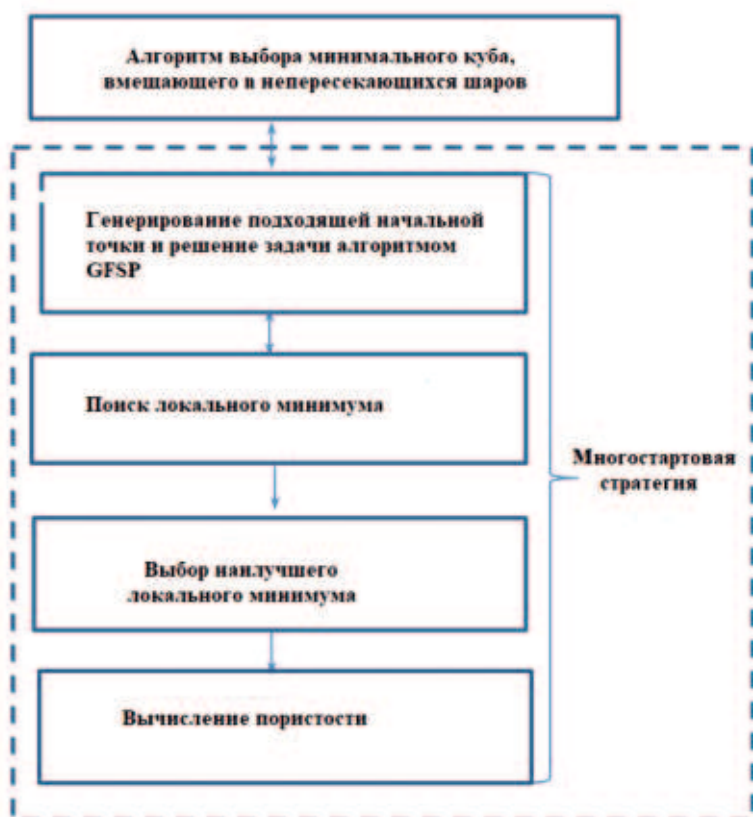 Алгоритм выбора минимального куба,
вмещающего n непересекающихся шаров
Генерирование подходящей начальной
точки и решение задачи алгоритмом
GFSP
Поиск локального минимума
Многостартовая
стратегия
Выбор наилучшего
локального минимума
Вычисление пористости